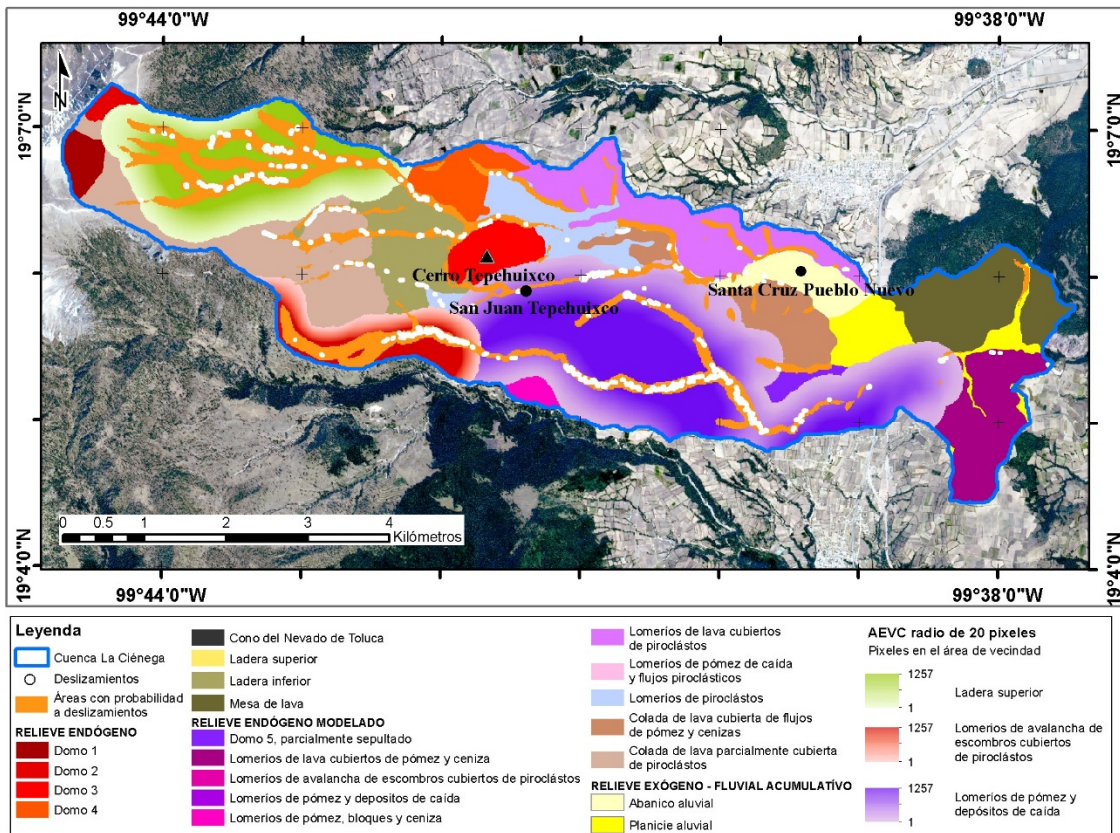 99°44'0"W
99°38'0"W
19°7'0"N
19°7'0"N
N
Cerro Tepehuixco
San Juan Tepehuixco
Santa Cruz Pueblo Nuevo
0 0.5 1 2 3 4
Kilómetros
19°4'0"N
19°4'0"N
99°44'0"W
99°38'0"W
Leyenda
Cuenca La Ciénega
Deslizamientos
Áreas con probabilidad
a deslizamientos
RELIEVE ENDÓGENO
Domo 1
Domo 2
Domo 3
Domo 4
Cono del Nevado de Toluca
Ladera superior
Ladera inferior
Mesa de lava
RELIEVE ENDÓGENO MODELADO
Domo 5, parcialmente sepultado
Lomeríos de lava cubiertos de pómez y ceniza
Lomeríos de avalancha de escombros cubiertos de piroclástos
Lomeríos de pómez y depositos de caída
Lomeríos de pómez, bloques y ceniza
Lomeríos de lava cubiertos
de piroclástos
Lomeríos de pómez de caída
y flujos piroclásticos
Lomeríos de piroclástos
Colada de lava cubierta de flujos
de pómez y cenizas
Colada de lava parcialmente cubierta
de piroclástos
RELIEVE EXÓGENO - FLUVIAL ACUMULATÍVO
Abanico aluvial
Planicie aluvial
AEVC radio de 20 pixeles
Pixeles en el área de vecindad
1257
1
Ladera superior
1257
1
Lomeríos de avalancha de
escombros cubiertos
de piroclástos
1257
1
Lomeríos de pómez y
depósitos de caída